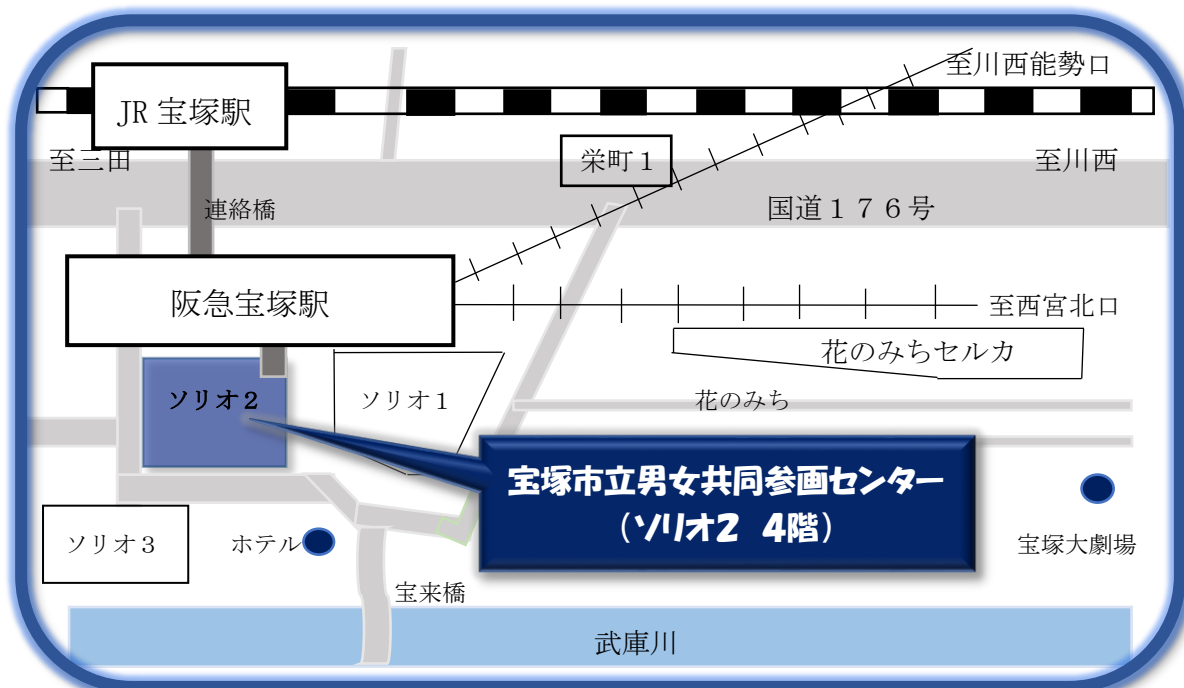 至川西能勢口
JR 宝塚駅
至三田
栄町１
至川西
連絡橋
国道１７６号
阪急宝塚駅
至西宮北口
花のみちセルカ
ソリオ２
ソリオ１
花のみち
宝塚市立男女共同参画センター
（ソリオ２ ４階）
ソリオ３
ホテル
宝塚大劇場
宝来橋
武庫川